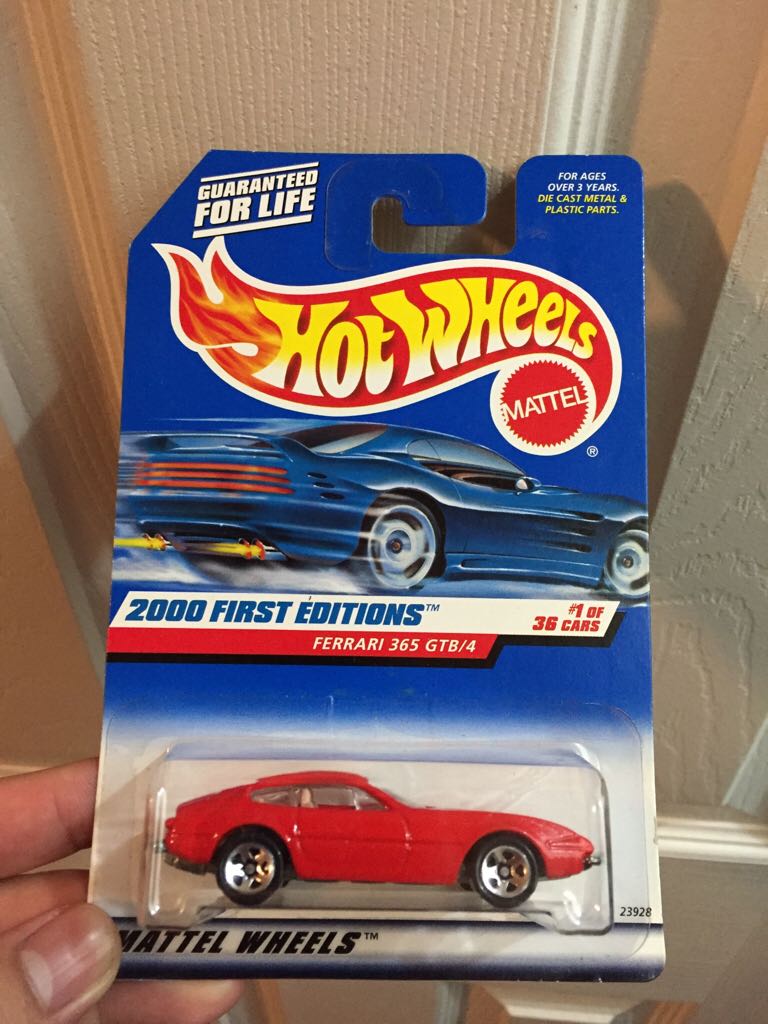 GUARANTEED
FOR LIFE
FOR AGES
OVER 3 YEARS.
DIE CAST METAL &
PLASTIC PARTS.
HOT WHEELS
MATTEL
®
2000 FIRST EDITIONS™
#1 OF
36 CARS
FERRARI 365 GTB/4
23928
MATTEL WHEELS™